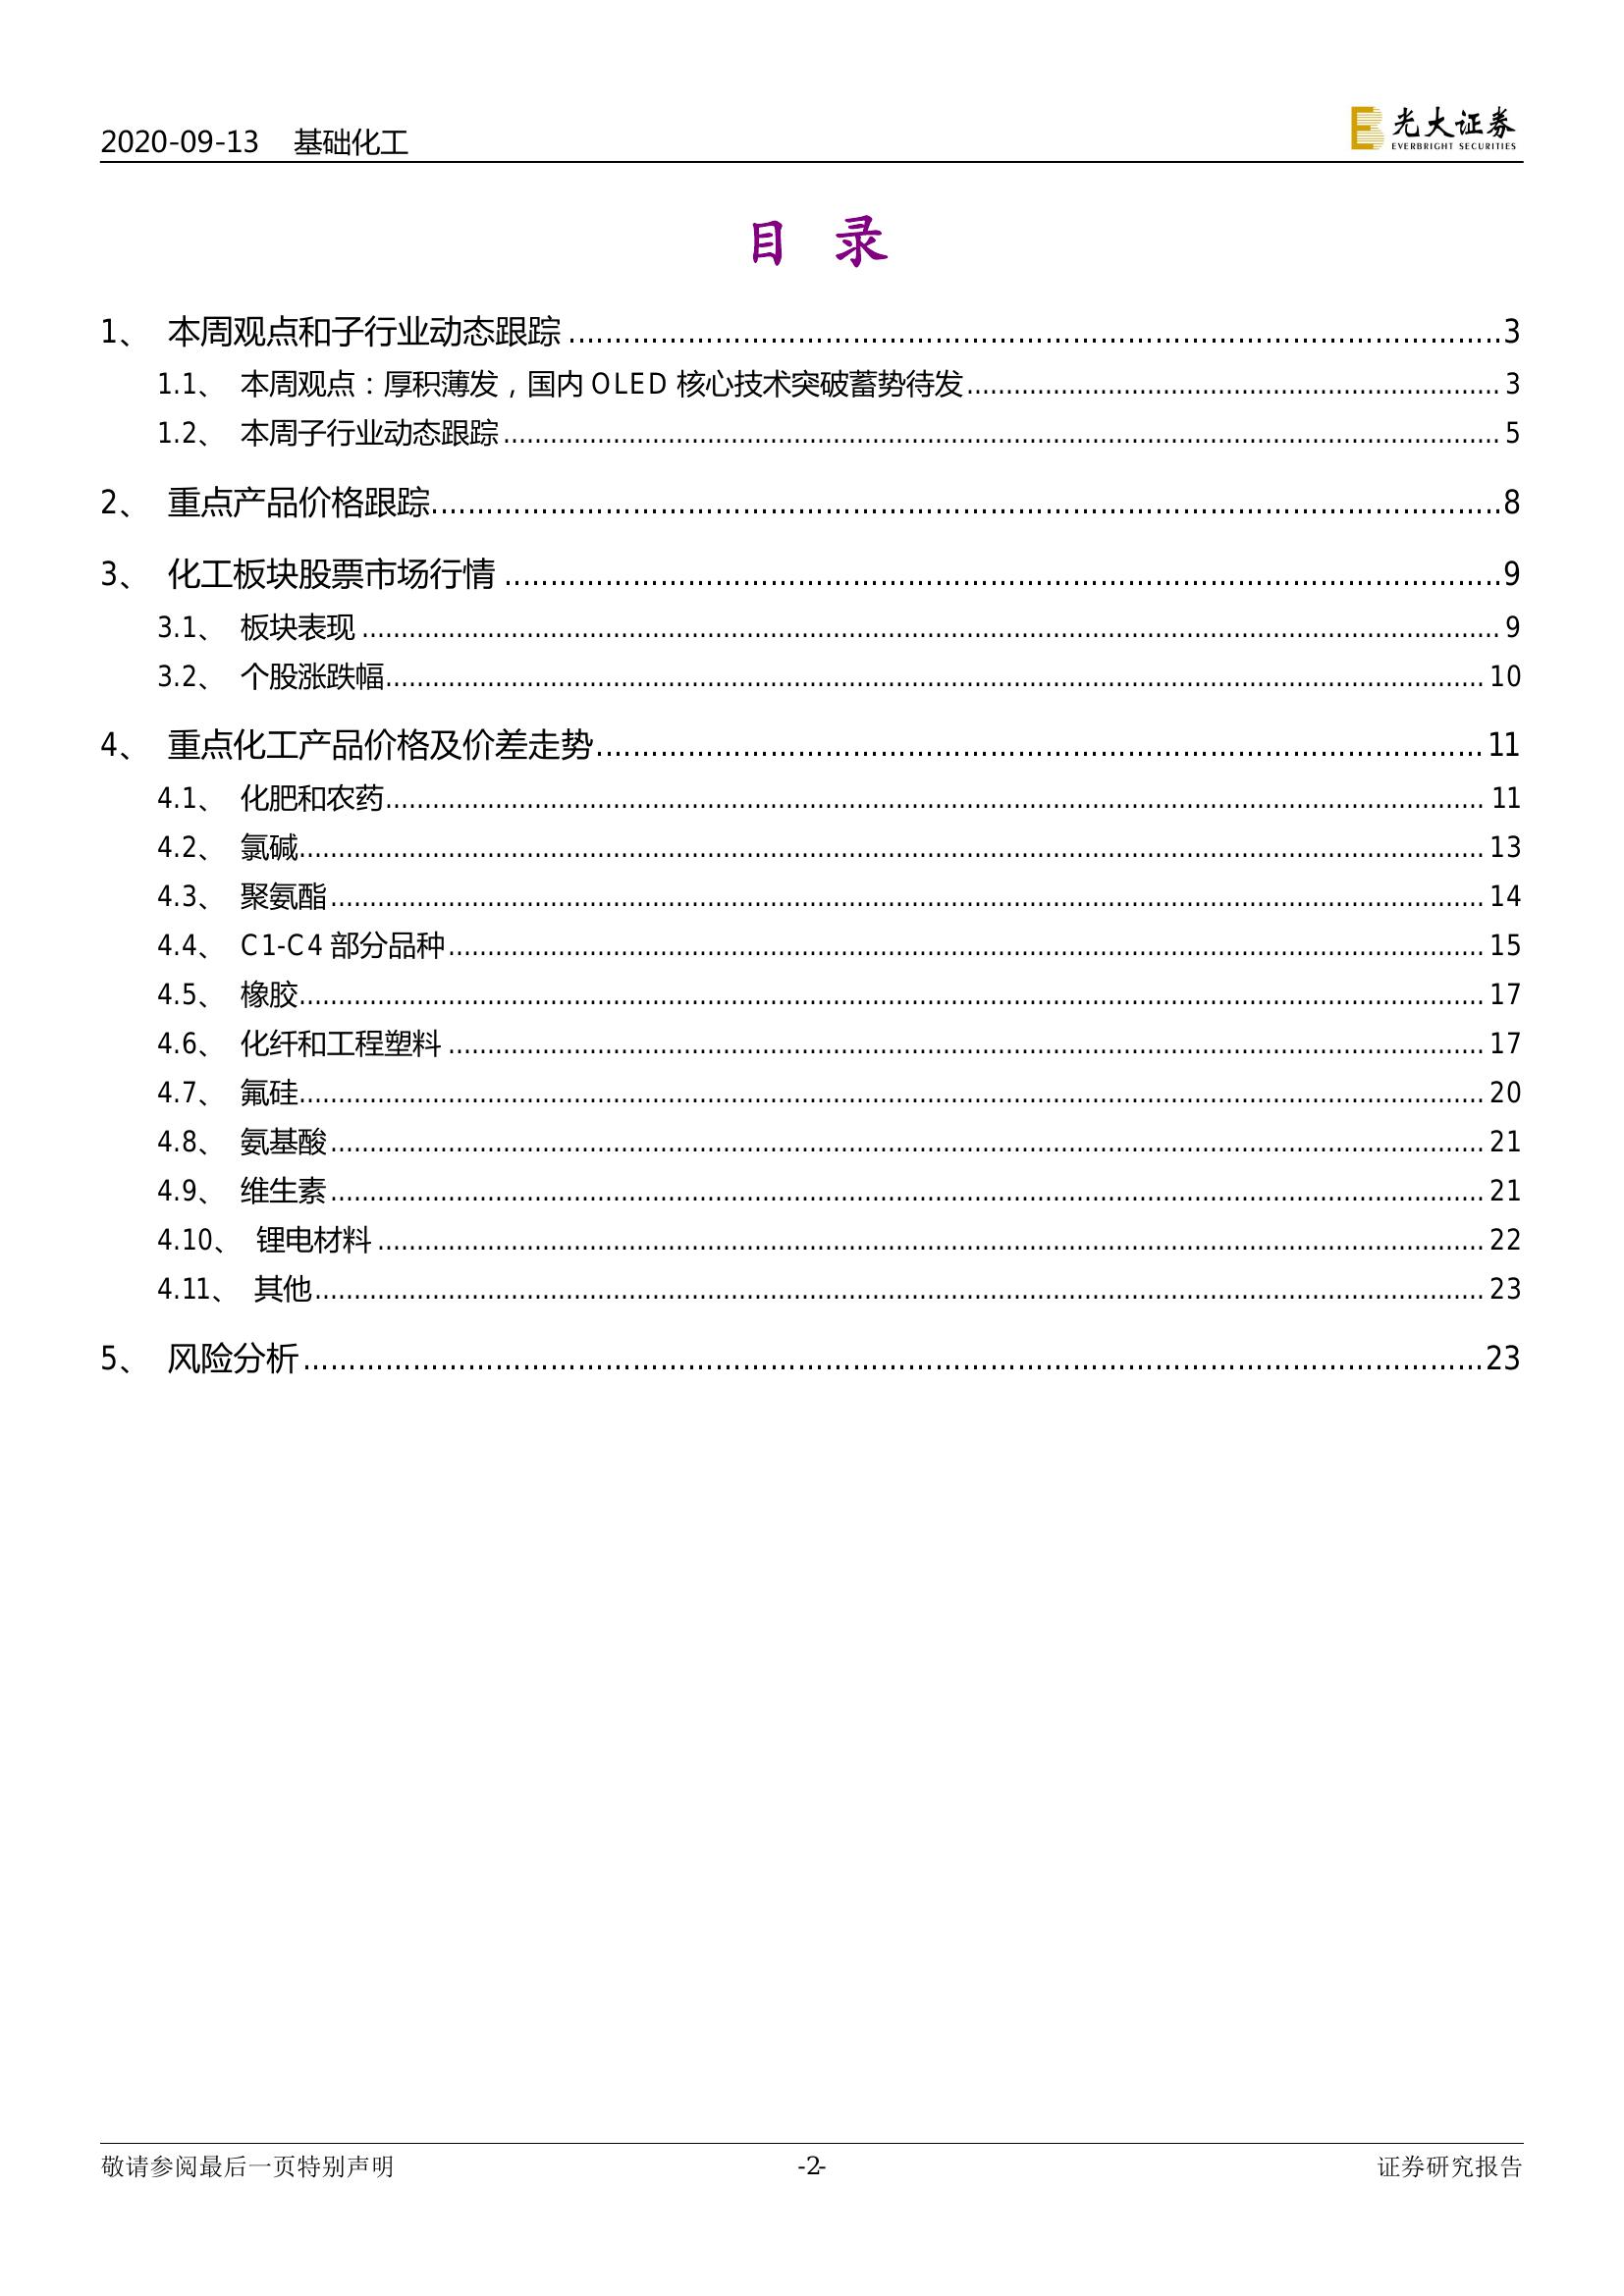 2020-09-13 基础化工
光大证券
EVERBRIGHT SECURITIES
目 录
1、 本周观点和子行业动态跟踪 ........ 3
1.1、 本周观点：厚积薄发，国内 OLED 核心技术突破蓄势待发 ........ 3
1.2、 本周子行业动态跟踪 ........ 5
2、 重点产品价格跟踪 ........ 8
3、 化工板块股票市场行情 ........ 9
3.1、 板块表现 ........ 9
3.2、 个股涨跌幅 ........ 10
4、 重点化工产品价格及价差走势 ........ 11
4.1、 化肥和农药 ........ 11
4.2、 氯碱 ........ 13
4.3、 聚氨酯 ........ 14
4.4、 C1-C4 部分品种 ........ 15
4.5、 橡胶 ........ 17
4.6、 化纤和工程塑料 ........ 17
4.7、 氟硅 ........ 20
4.8、 氨基酸 ........ 21
4.9、 维生素 ........ 21
4.10、 锂电材料 ........ 22
4.11、 其他 ........ 23
5、 风险分析 ........ 23
敬请参阅最后一页特别声明 -2- 证券研究报告